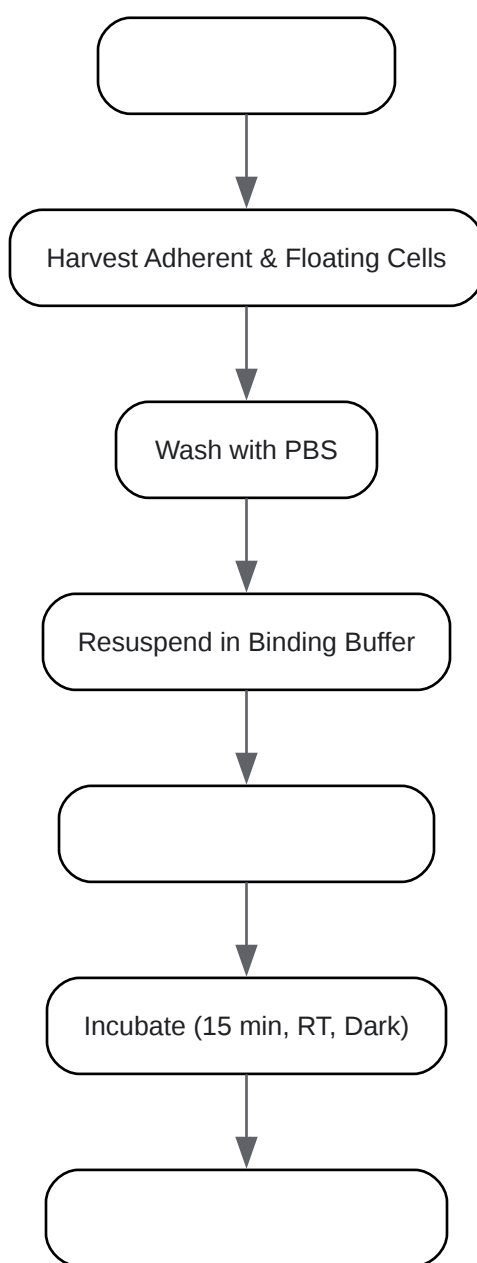 Harvest Adherent & Floating Cells
Wash with PBS
Resuspend in Binding Buffer
Incubate (15 min, RT, Dark)